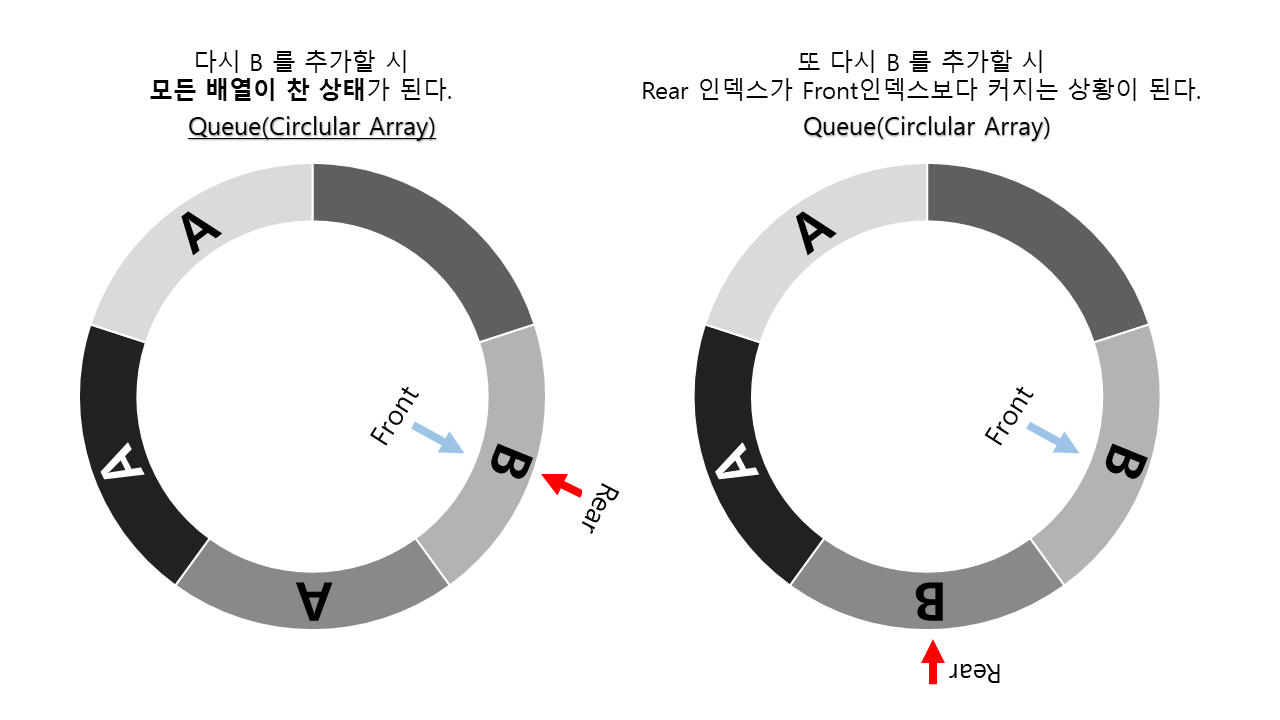 다시 B 를 추가할 시
모든 배열이 찬 상태가 된다.
Queue(Circlular Array)
A
A
A
B
Front
Rear
또 다시 B 를 추가할 시
Rear 인덱스가 Front인덱스보다 커지는 상황이 된다.
Queue(Circlular Array)
A
A
B
B
Front
Rear